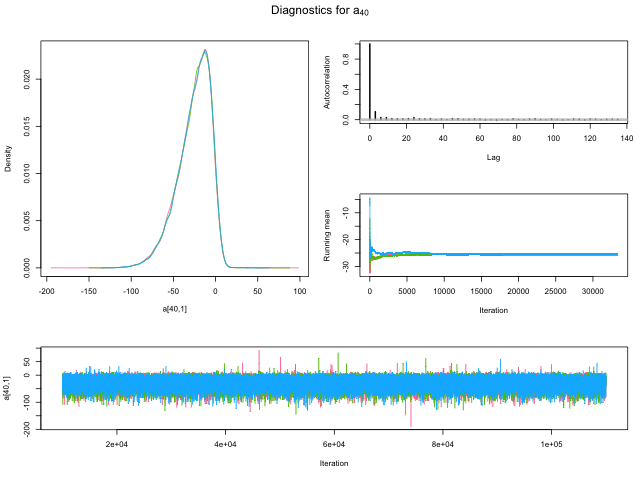 Diagnostics for a40
Density
0.000 0.005 0.010 0.015 0.020
-200 -150 -100 -50 0 50 100
a[40,1]
Autocorrelation
0.0 0.4 0.8
0 20 40 60 80 100 120 140
Lag
Running mean
-30 -20 -10
0 5000 10000 15000 20000 25000 30000
Iteration
a[40,1]
-200 -100 0 50
2e+04 4e+04 6e+04 8e+04 1e+05
Iteration